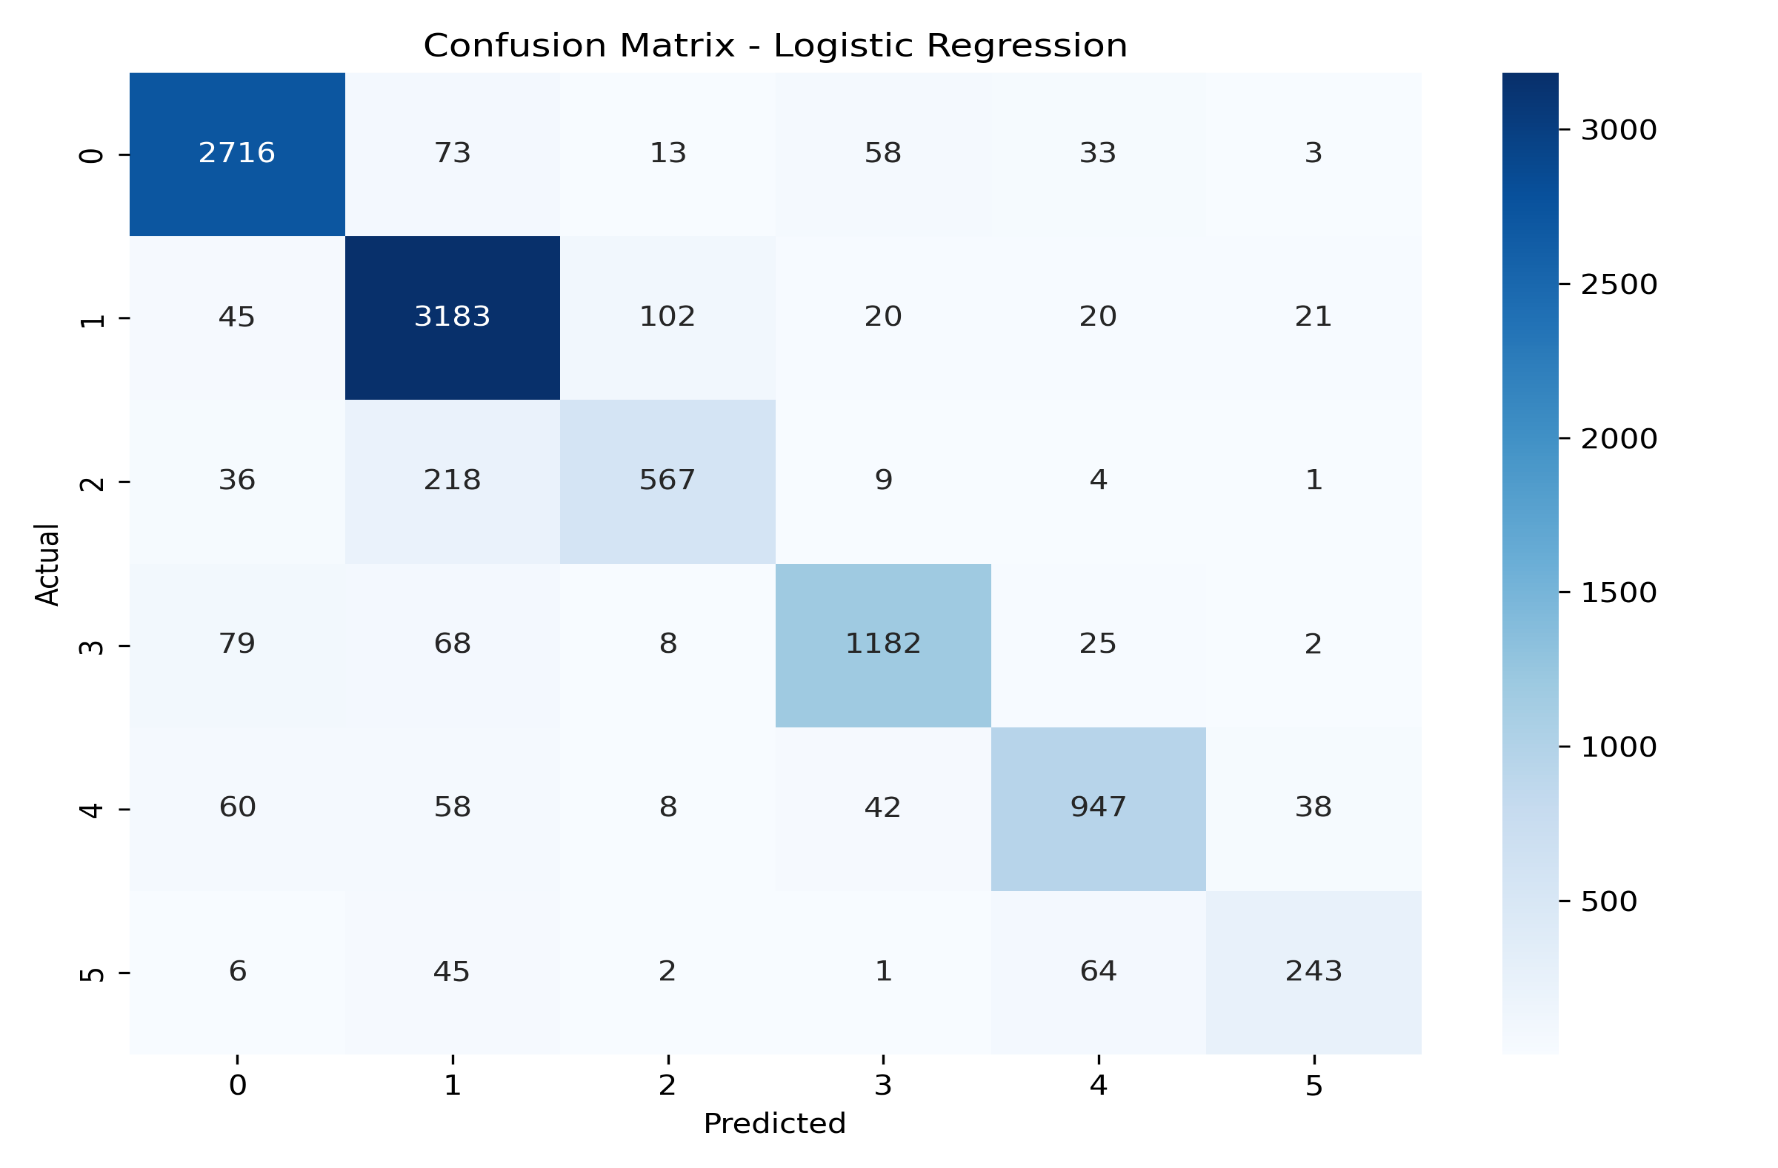 Confusion Matrix - Logistic Regression
0 2716 73 13 58 33 3
1 45 3183 102 20 20 21
2 36 218 567 9 4 1
3 79 68 8 1182 25 2
4 60 58 8 42 947 38
5 6 45 2 1 64 243
0 1 2 3 4 5
Actual
Predicted
3000
2500
2000
1500
1000
500